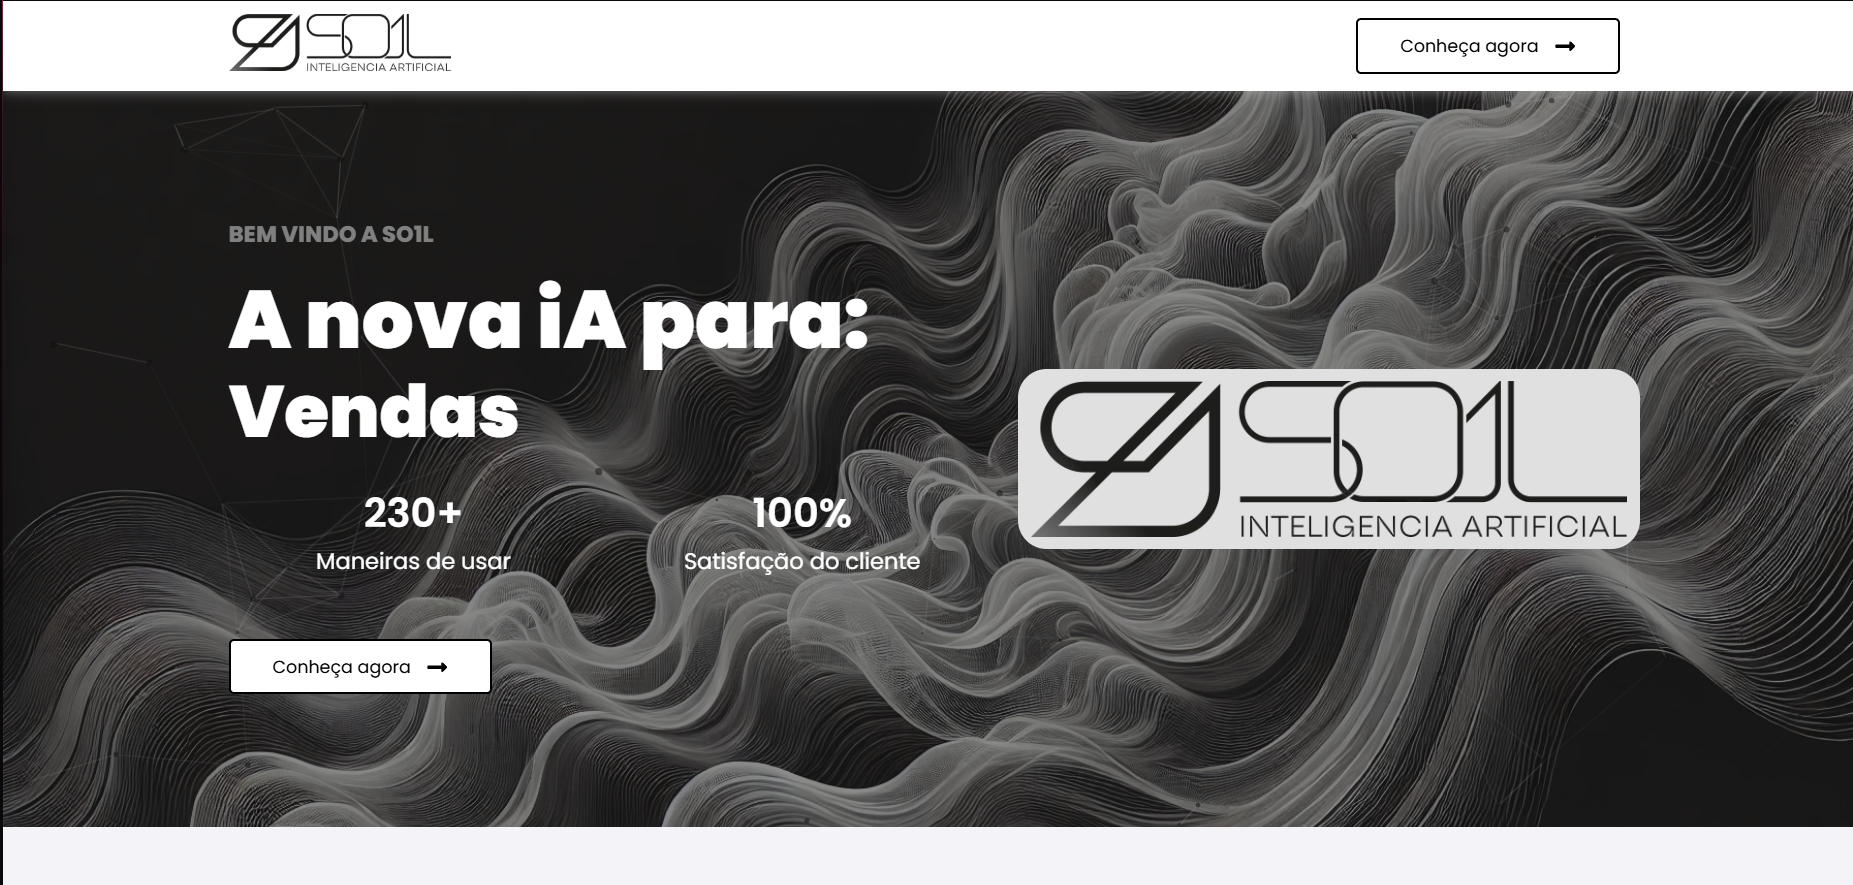 SO1L
INTELIGENCIA ARTIFICIAL
Conheça agora
BEM VINDO A SO1L
A nova iA para:
Vendas
230+
Maneiras de usar
100%
Satisfação do cliente
SO1L
INTELIGENCIA ARTIFICIAL
Conheça agora